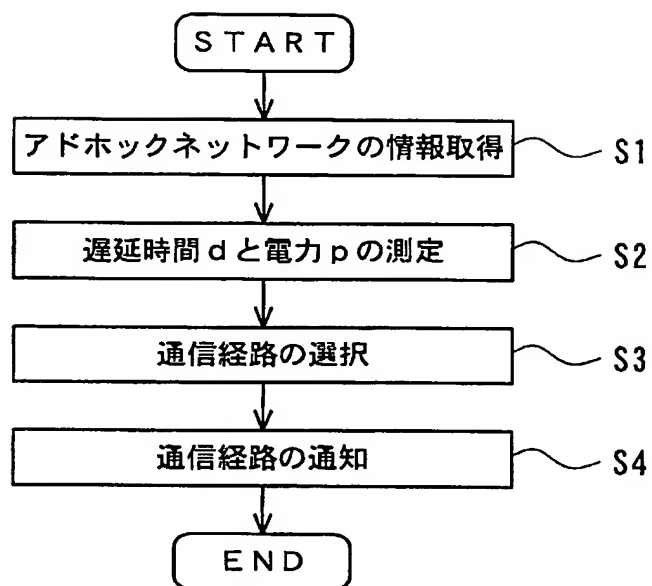 START
アドホックネットワークの情報取得 S1
遅延時間dと電力pの測定 S2
通信経路の選択 S3
通信経路の通知 S4
END